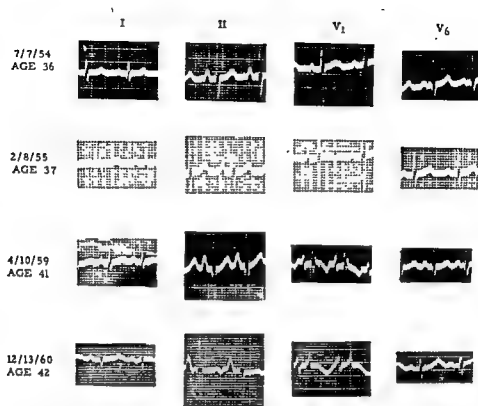 I II V1 V6
7/7/54
AGE 36
2/8/55
AGE 37
4/10/59
AGE 41
12/13/60
AGE 42